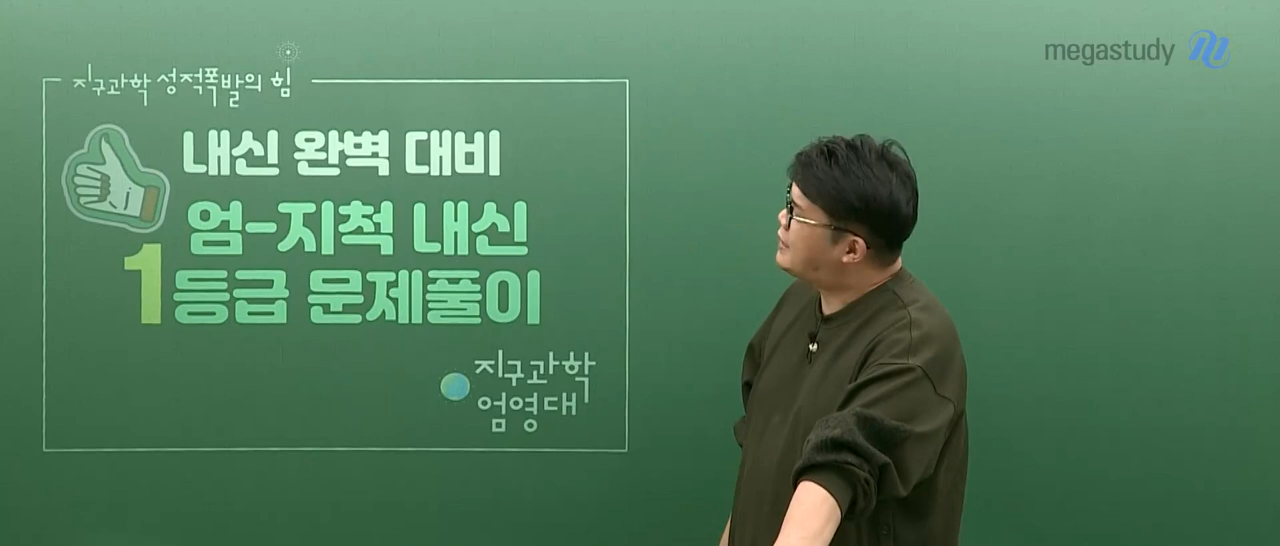 megastudy
지구과학 성적폭발의 힘
내신 완벽 대비
엄-지척 내신
1등급 문제풀이
지구과학
엄영대